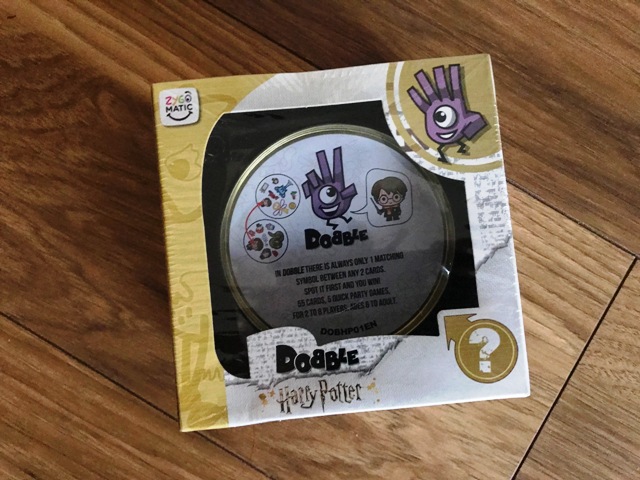 ZYGO
MATIC
DOBBLE
IN DOBBLE THERE IS ALWAYS ONLY 1 MATCHING
SYMBOL BETWEEN ANY 2 CARDS.
SPOT IT FIRST AND YOU WIN!
55 CARDS, 5 QUICK PARTY GAMES,
FOR 2 TO 8 PLAYERS, AGES 6 TO ADULT.
DOBHP01EN
DOBBLE
Harry Potter
?